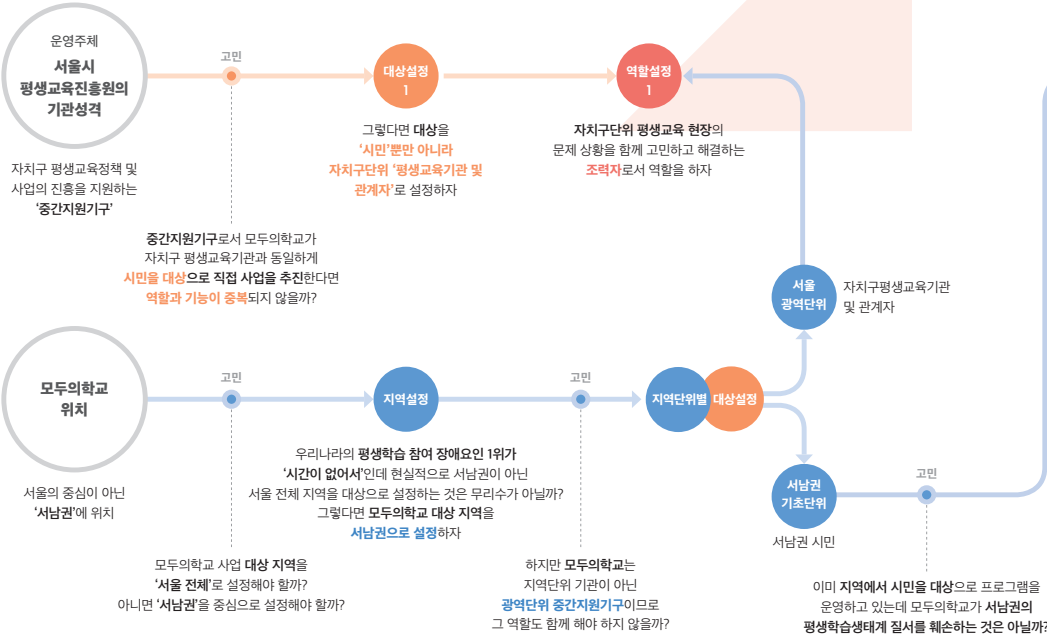 운영주체
서울시
평생교육진흥원의
기관성격
자치구 평생교육정책 및
사업의 진흥을 지원하는
‘중간지원기구’
고민
중간지원기구로서 모두의학교가
자치구 평생교육기관과 동일하게
시민을 대상으로 직접 사업을 추진한다면
역할과 기능이 중복되지 않을까?
대상설정
1
그렇다면 대상을
‘시민’뿐만 아니라
자치구단위 ‘평생교육기관 및
관계자’로 설정하자
역할설정
1
자치구단위 평생교육 현장의
문제 상황을 함께 고민하고 해결하는
조력자로서 역할을 하자
서울
광역단위
자치구평생교육기관
및 관계자
모두의학교
위치
서울의 중심이 아닌
‘서남권’에 위치
고민
모두의학교 사업 대상 지역을
‘서울 전체’로 설정해야 할까?
아니면 ‘서남권’을 중심으로 설정해야 할까?
지역설정
우리나라의 평생학습 참여 장애요인 1위가
‘시간이 없어서’인데 현실적으로 서남권이 아닌
서울 전체 지역을 대상으로 설정하는 것은 무리수가 아닐까?
그렇다면 모두의학교 대상 지역을
서남권으로 설정하자
고민
하지만 모두의학교는
지역단위 기관이 아닌
광역단위 중간지원기구이므로
그 역할도 함께 해야 하지 않을까?
지역단위별 대상설정
서남권
기초단위
서남권 시민
고민
이미 지역에서 시민을 대상으로 프로그램을
운영하고 있는데 모두의학교가 서남권의
평생학습생태계 질서를 훼손하는 것은 아닐까?